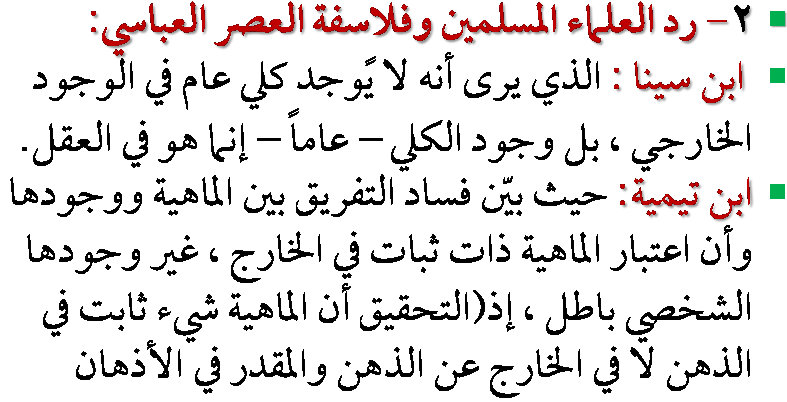 ٢ – رد العلماء المسلمين وفلاسفة العصر العباسي:
ابن سينا : الذي يرى أنه لا يًوجد كلي عام في الوجود
الخارجي ، بل وجود الكلي – عاماً – إنما هو في العقل.
ابن تيمية: حيث بيّن فساد التفريق بين الماهية ووجودها
وأن اعتبار الماهية ذات ثبات في الخارج ، غير وجودها
الشخصي باطل ، إذ(التحقيق أن الماهية شيء ثابت في
الذهن لا في الخارج عن الذهن والمقدر في الأذهان